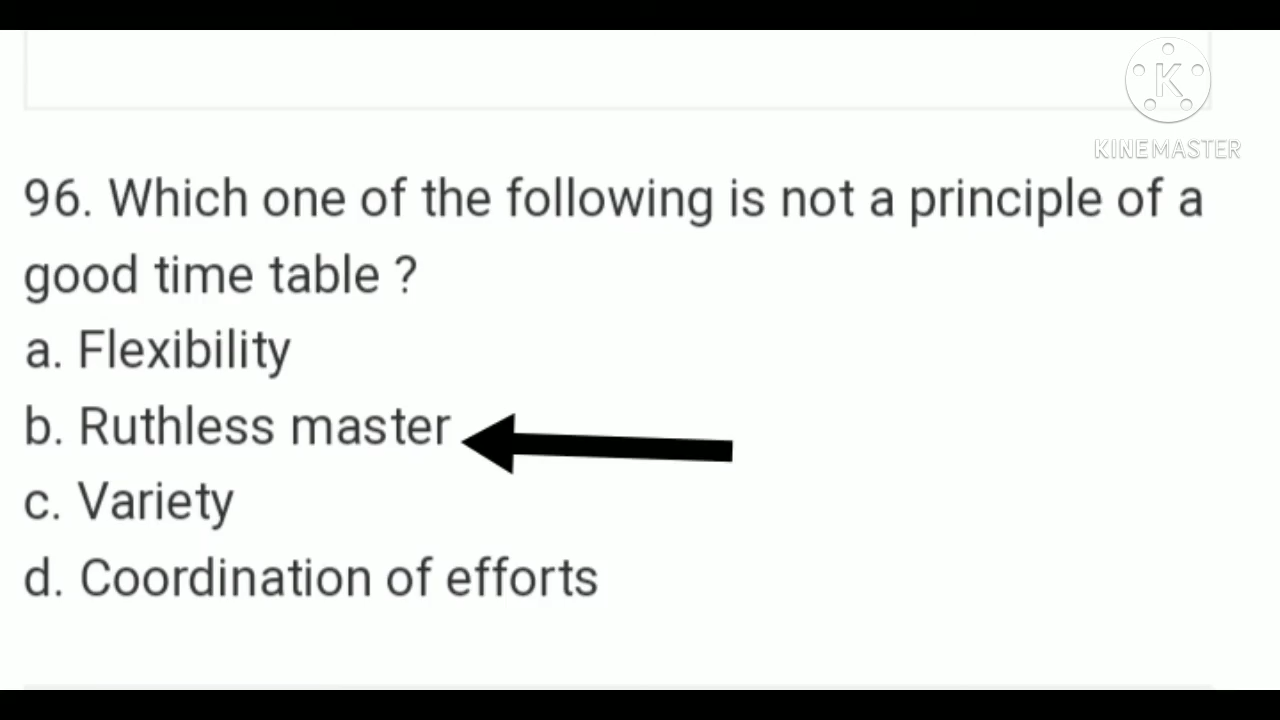 K
KINEMASTER
96. Which one of the following is not a principle of a
good time table ?
a. Flexibility
b. Ruthless master
c. Variety
d. Coordination of efforts